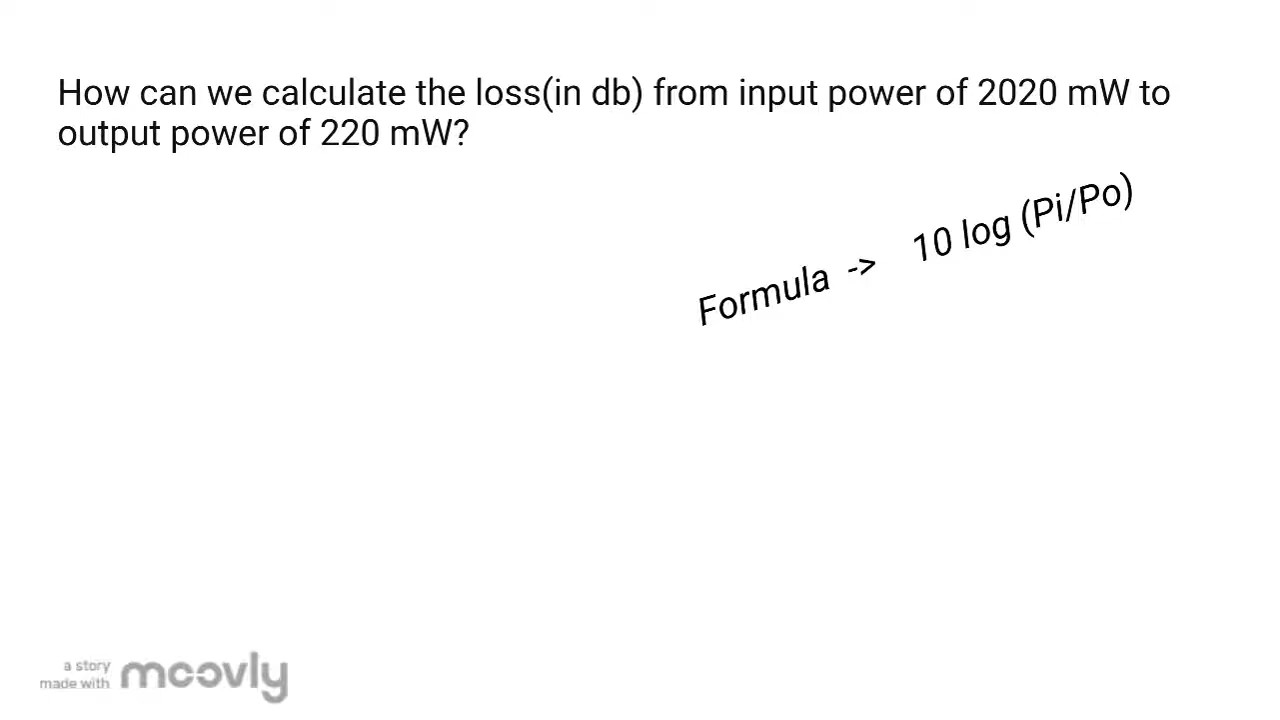 How can we calculate the loss(in db) from input power of 2020 mW to
output power of 220 mW?
Formula -> 10 log (Pi/Po)
a story
made with moovly